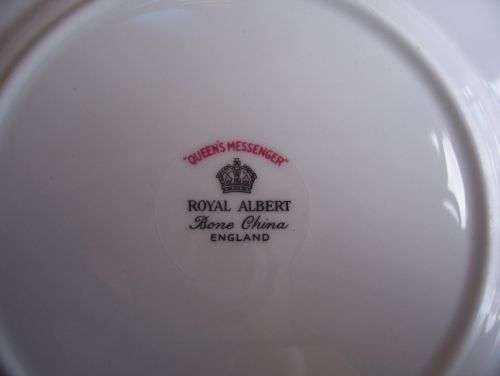 "QUEEN'S MESSENGER"
ROYAL ALBERT
Bone China
ENGLAND